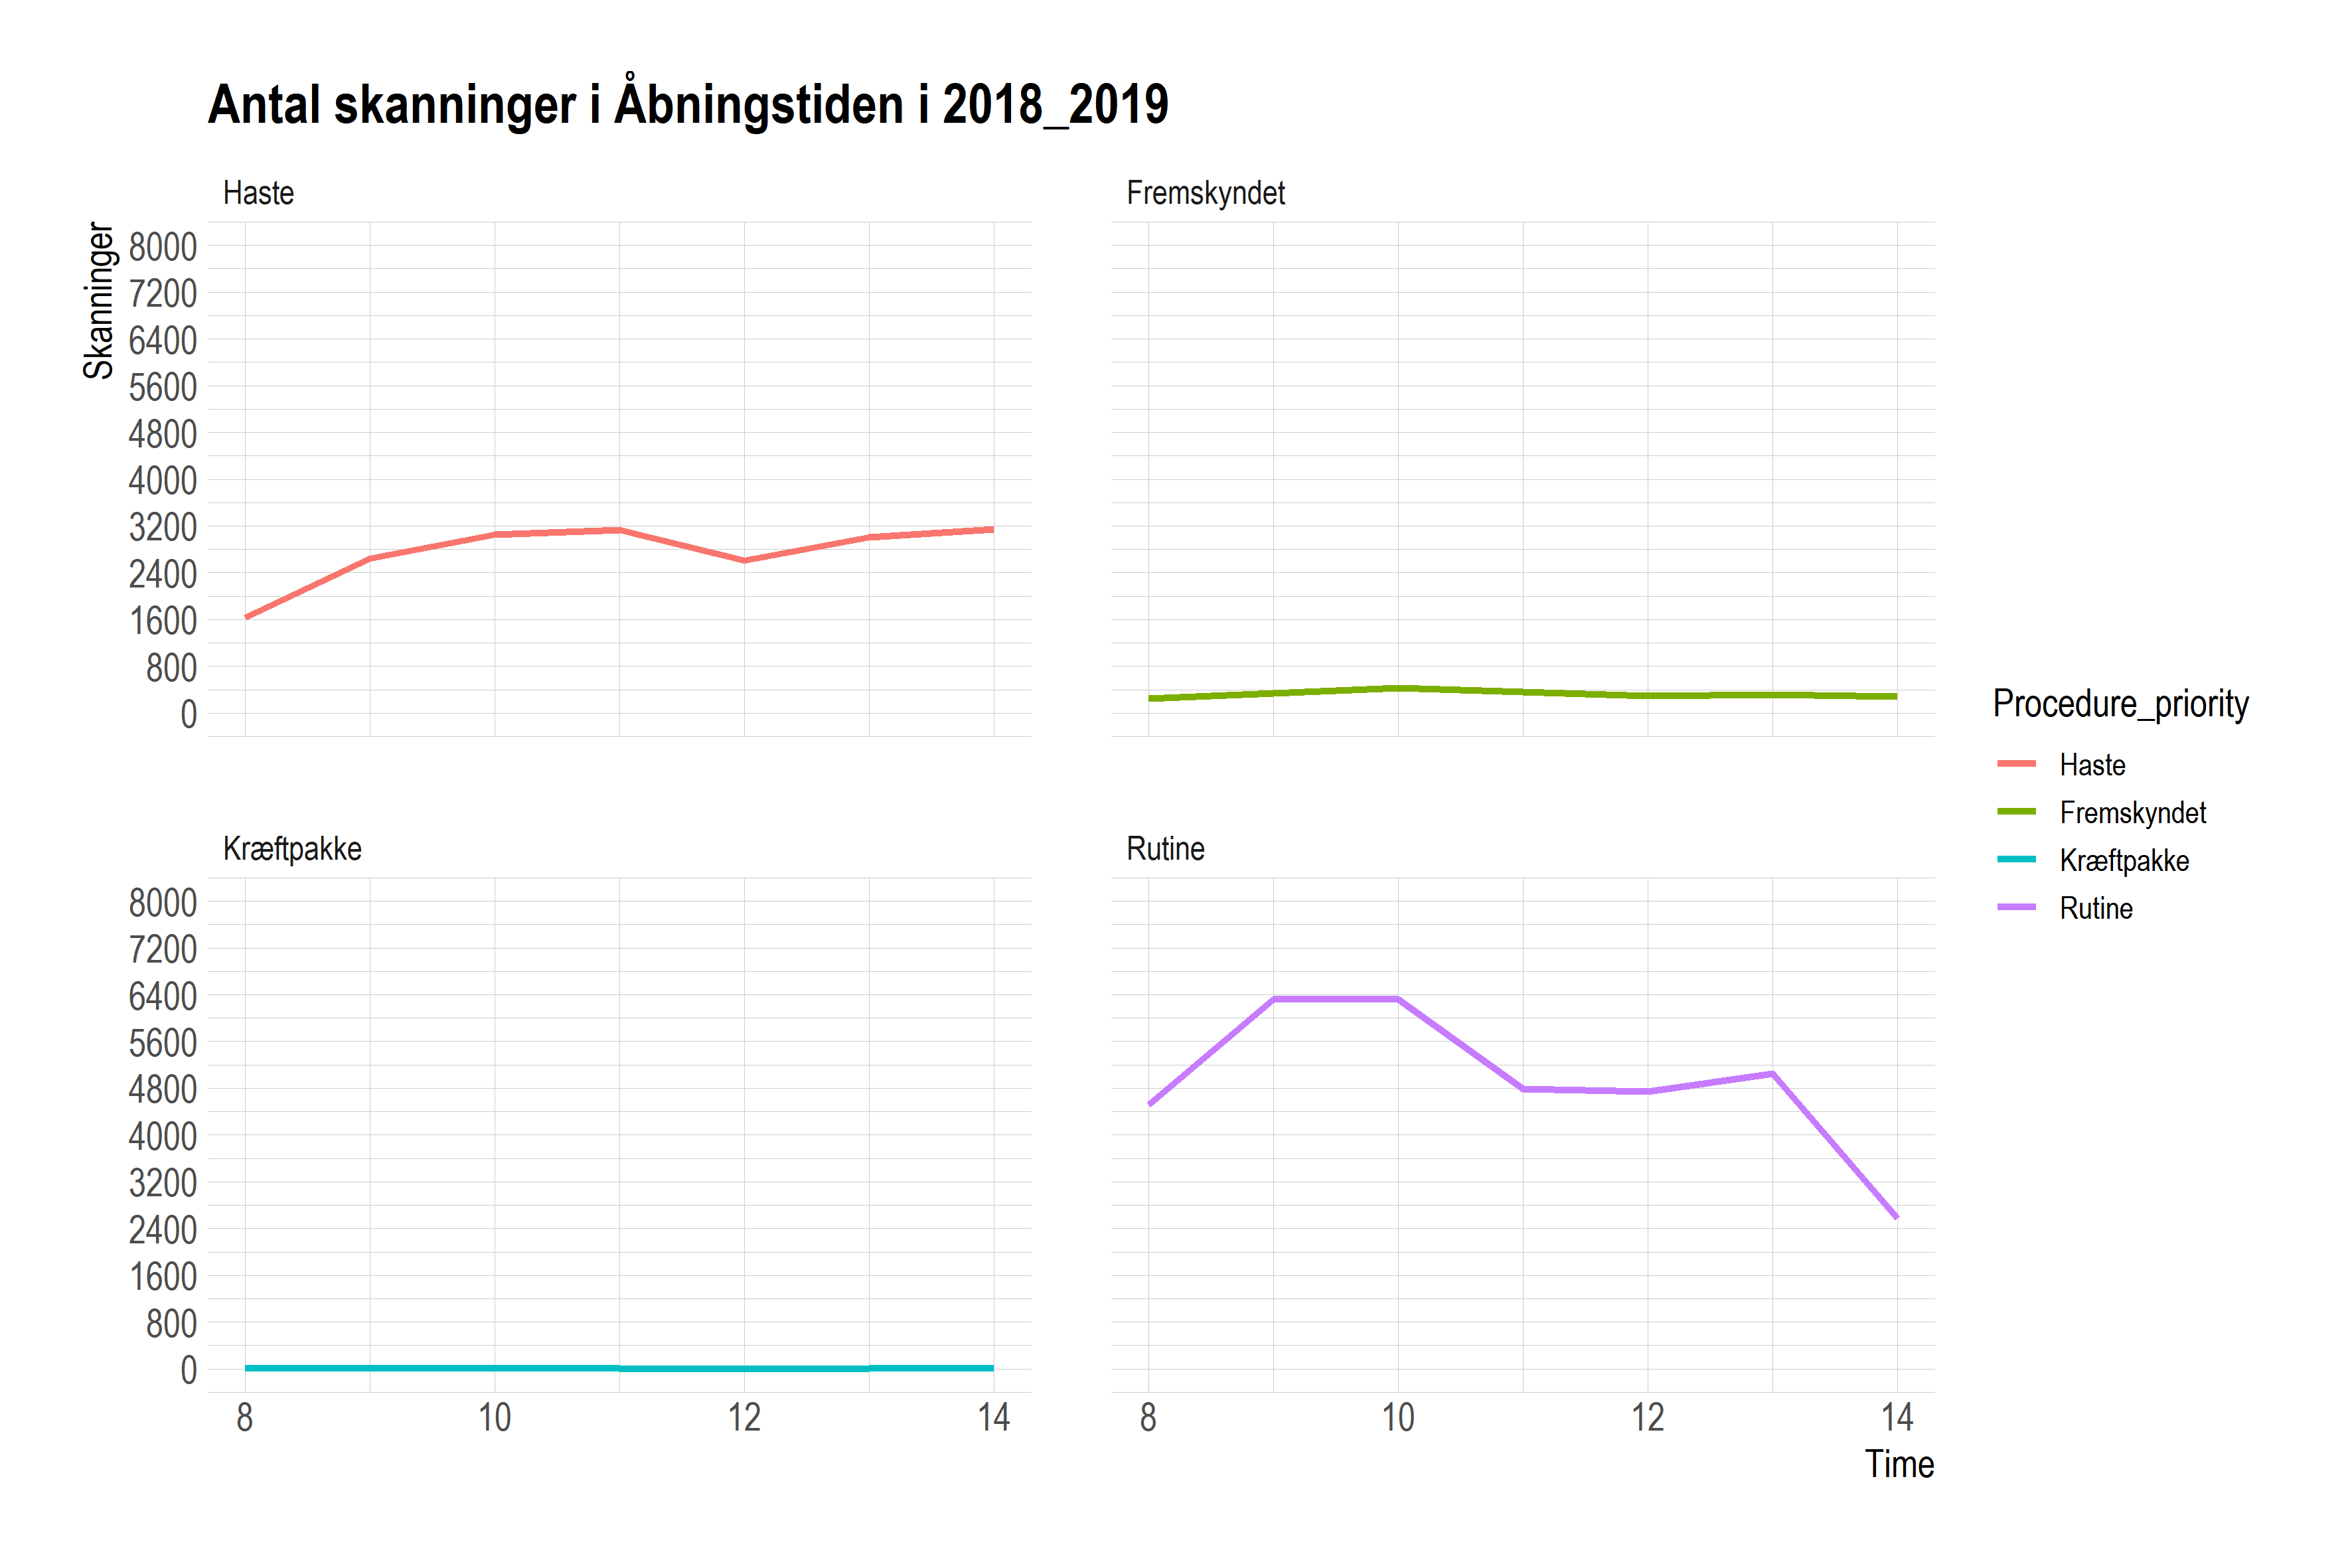 Antal skanninger i Åbningstiden i 2018_2019
Haste
Fremskyndet
Skanninger
8000
7200
6400
5600
4800
4000
3200
2400
1600
800
0
Kræftpakke
Rutine
8000
7200
6400
5600
4800
4000
3200
2400
1600
800
0
8 10 12 14
8 10 12 14
Time
Procedure_priority
Haste
Fremskyndet
Kræftpakke
Rutine